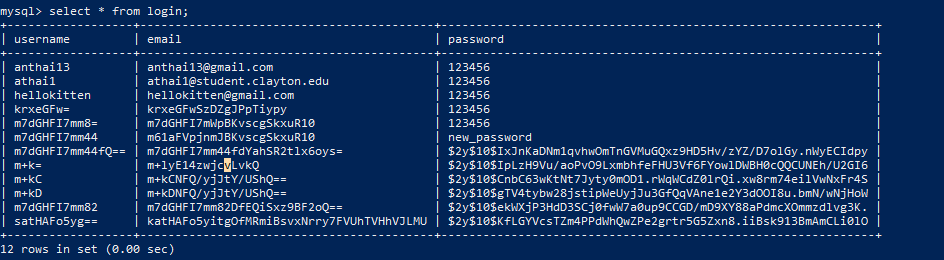 mysql> select * from login;
| username | email | password |
| anthai13 | anthai13@gmail.com | 123456
| athai1 | athai1@student.clayton.edu | 123456
| hellokitten | hellokitten@gmail.com | 123456
| krxeGFw= | krxeGFwSzDZgJPpTiypy | 123456
| m7dGHFI7mm8= | m7dGHFI7mWpBKvscgSkxuR10 | 123456
| m7dGHFI7mm44 | m61aFVpjnmJBKvscgSkxuR10 | new_password
| m7dGHFI7mm44fQ== | m7dGHFI7mm44fdYahSR2tlx6oys= | $2y$10$IxJnKaDNm1qvhwOmTnGVMuGQxz9HD5Hv/zYZ/D7olGy.nWyECIdpy
| m+k= | m+lyE14zwjcvLvkQ | $2y$10$IpLzH9Vu/aoPvO9LxmbhfeFHU3Vf6FYowlDWBH0cQQCUNEh/U2GI6
| m+kC | m+kCNFQ/yjJtY/UShQ== | $2y$10$CnbC63wKtNt7Jyty0mOD1.rWqWCdZ0lrQi.xw8rm74eilVwNxFr4S
| m+kD | m+kDNFQ/yjJtY/UShQ== | $2y$10$gTV4tybw28jstipWeUyjJu3GfQqVAne1e2Y3dOOI8u.bmN/wNjHoW
| m7dGHFI7mm82 | m7dGHFI7mm82DfEQiSxz9BF2oQ== | $2y$10$ekWXjP3HdD3SCj0fwW7a0up9CCGD/mD9XY88aPdmcXOmmzdlvg3K.
| satHAFo5yg== | katHAFo5yitgOfMRmiBsvxNrry7FVUhTVHhVJLMU | $2y$10$KfLGYVcsTZm4PPdWhQwZPe2grtr5G5Zxn8.iiBsk913BmAmCLi01O
12 rows in set (0.00 sec)